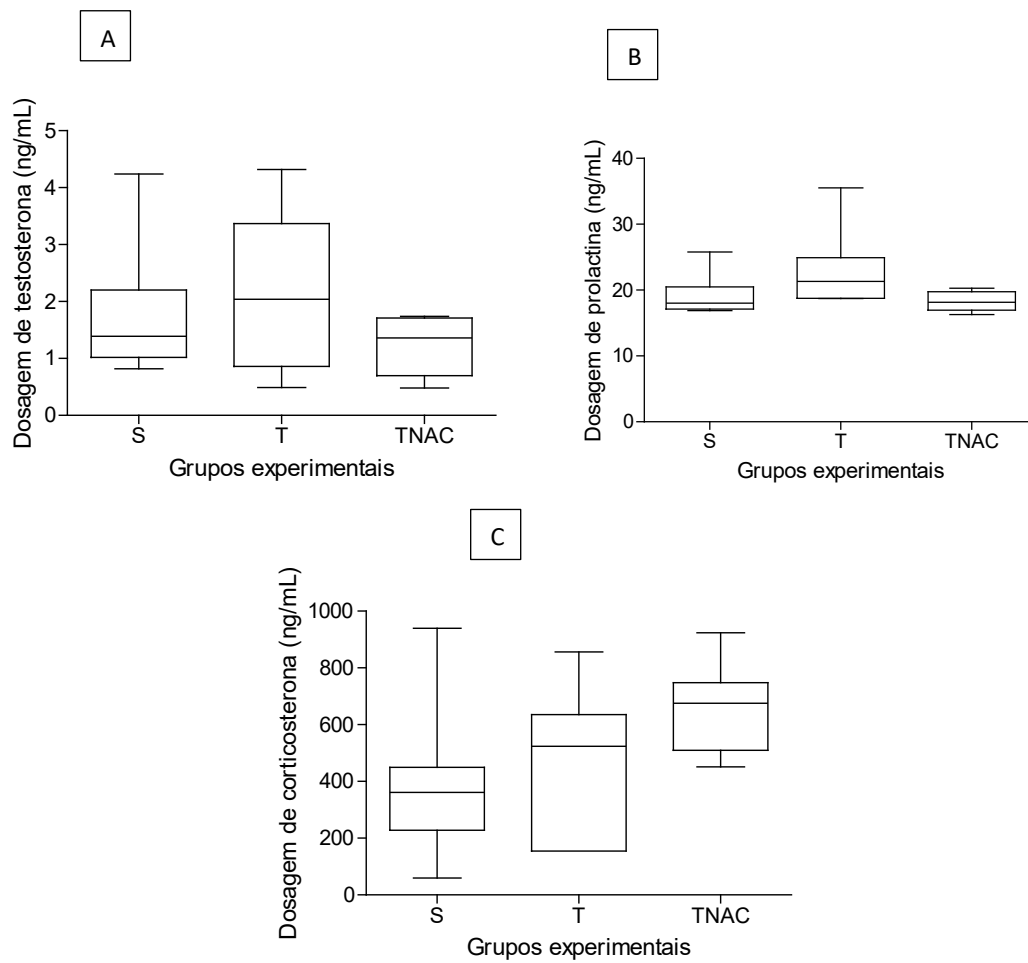 A
Dosagem de testosterona (ng/mL)
5
4
3
2
1
0
S T TNAC
Grupos experimentais
B
Dosagem de prolactina (ng/mL)
40
30
20
10
0
S T TNAC
Grupos experimentais
C
Dosagem de corticosterona (ng/mL)
1000
800
600
400
200
0
S T TNAC
Grupos experimentais